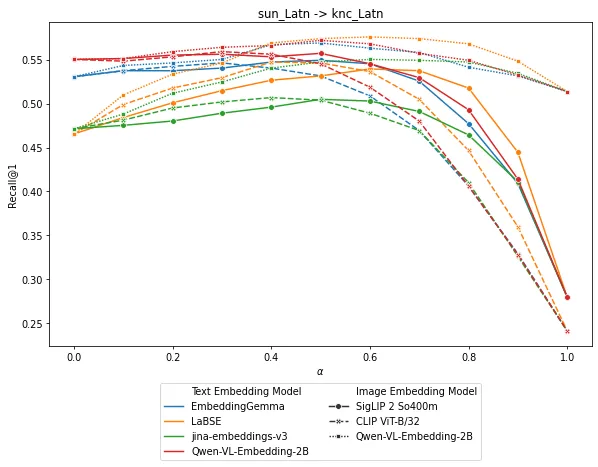 sun_Latn -> knc_Latn
0.55
0.50
0.45
0.40
0.35
0.30
0.25
Recall@1
0.0 0.2 0.4 0.6 0.8 1.0
α
Text Embedding Model
EmbeddingGemma
LaBSE
jina-embeddings-v3
Qwen-VL-Embedding-2B
Image Embedding Model
SigLIP 2 So400m
CLIP ViT-B/32
Qwen-VL-Embedding-2B